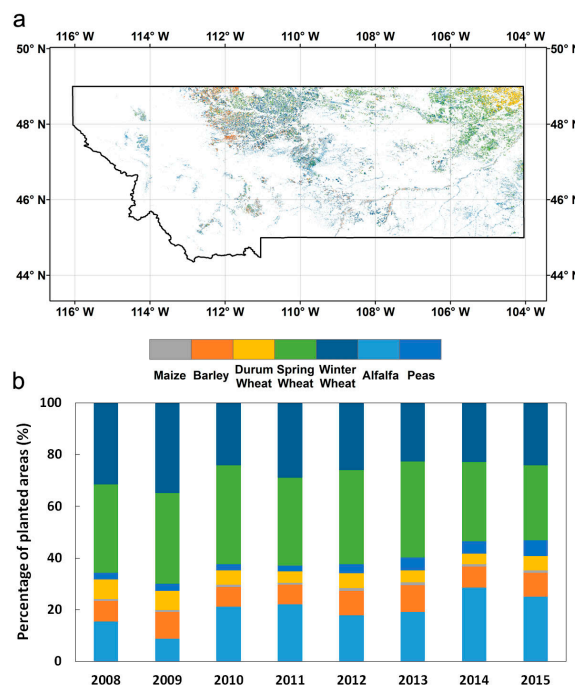 a
116° W 114° W 112° W 110° W 108° W 106° W 104° W
50° N 50° N
48° N 48° N
46° N 46° N
44° N 44° N
116° W 114° W 112° W 110° W 108° W 106° W 104° W
Maize Barley Durum Wheat Spring Wheat Winter Wheat Alfalfa Peas
b
Percentage of planted areas (%)
100
80
60
40
20
0
2008 2009 2010 2011 2012 2013 2014 2015